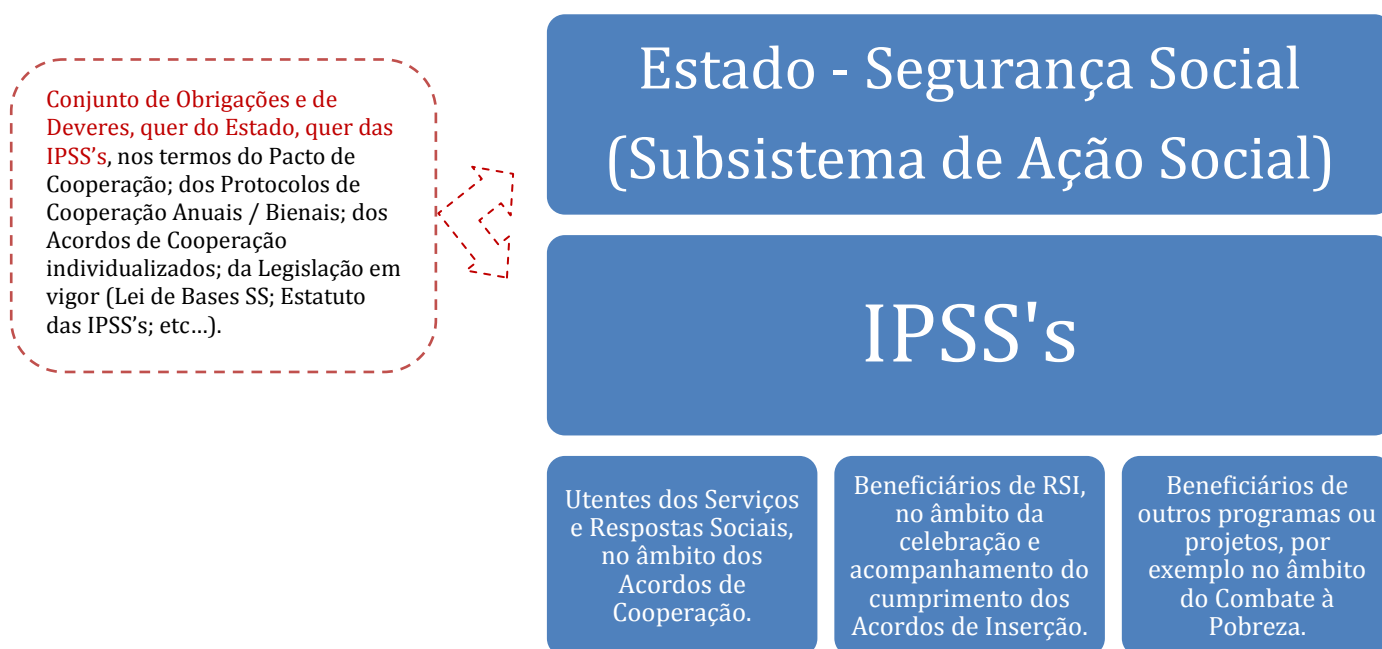 Conjunto de Obrigações e de
Deveres, quer do Estado, quer das
IPSS’s, nos termos do Pacto de
Cooperação; dos Protocolos de
Cooperação Anuais / Bienais; dos
Acordos de Cooperação
individualizados; da Legislação em
vigor (Lei de Bases SS; Estatuto
das IPSS’s; etc…).
Estado - Segurança Social
(Subsistema de Ação Social)
IPSS's
Utentes dos Serviços
e Respostas Sociais,
no âmbito dos
Acordos de
Cooperação.
Beneficiários de RSI,
no âmbito da
celebração e
acompanhamento do
cumprimento dos
Acordos de Inserção.
Beneficiários de
outros programas ou
projetos, por
exemplo no âmbito
do Combate à
Pobreza.